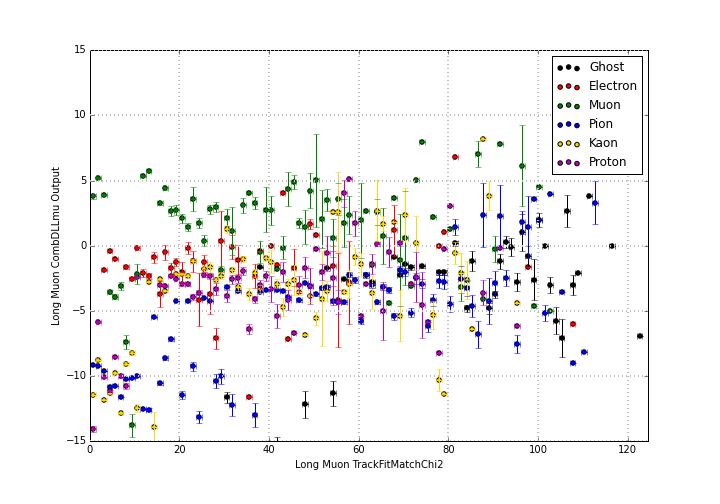 15
10
5
0
−5
−10
−15
0
20
40
60
80
100
120
Long Muon CombDLLmu Output
Long Muon TrackFitMatchChi2
Ghost
Electron
Muon
Pion
Kaon
Proton